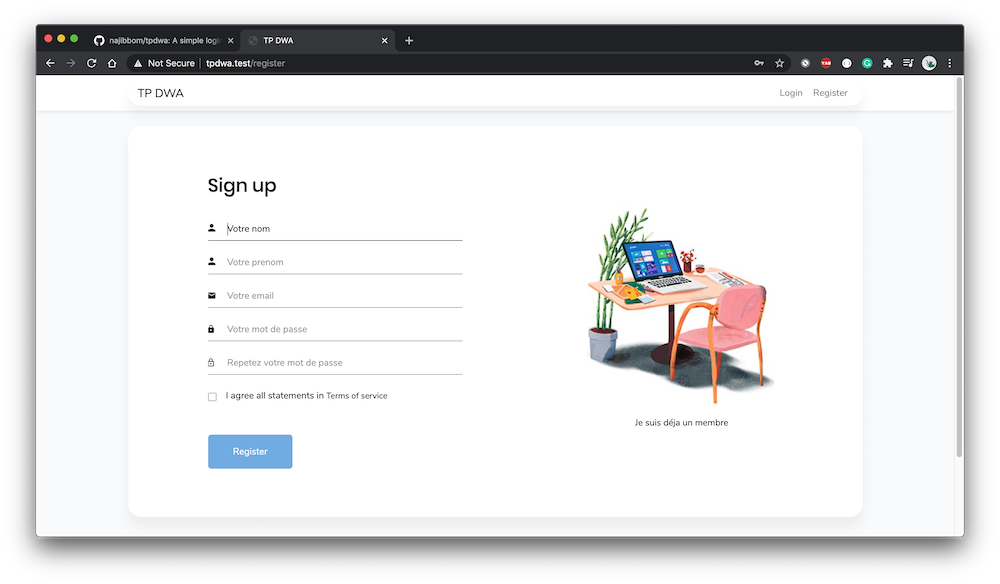 najibbom/tpdwa: A simple logi
TP DWA
Not Secure
tpdwa.test/register
TP DWA
Login
Register
Sign up
Votre nom
Votre prenom
Votre email
Votre mot de passe
Repetez votre mot de passe
I agree all statements in Terms of service
Je suis déja un membre
Register